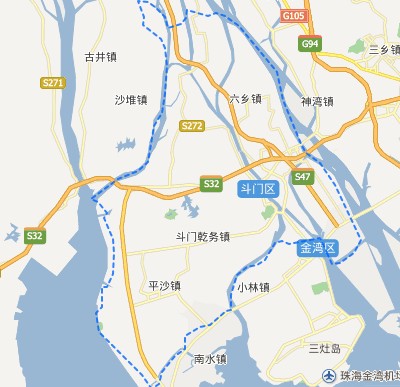 G105
G94
三乡镇
古井镇
S271
沙堆镇
六乡镇
神湾镇
S272
S32
S47
斗门区
S32
斗门乾务镇
金湾区
平沙镇
小林镇
三灶岛
南水镇
珠海金湾机场